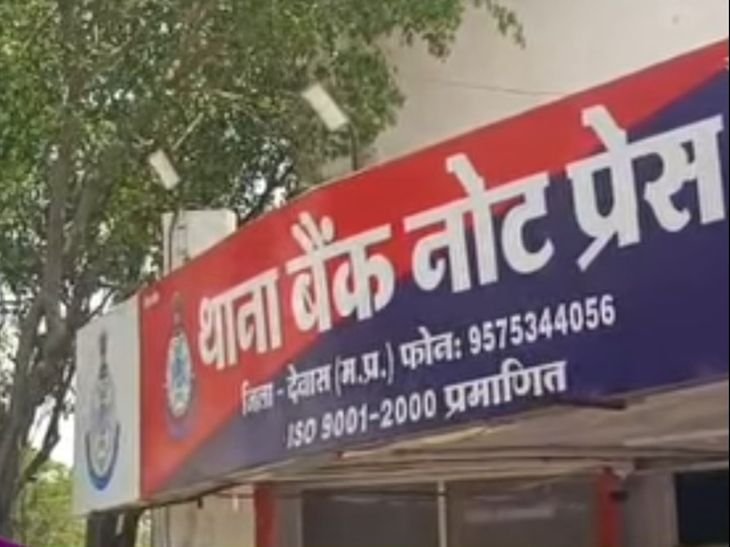 थाना बैंक नोट प्रेस
जिला - देवास (म.प्र.) फोन: 9575344056
ISO 9001-2000 प्रमाणित